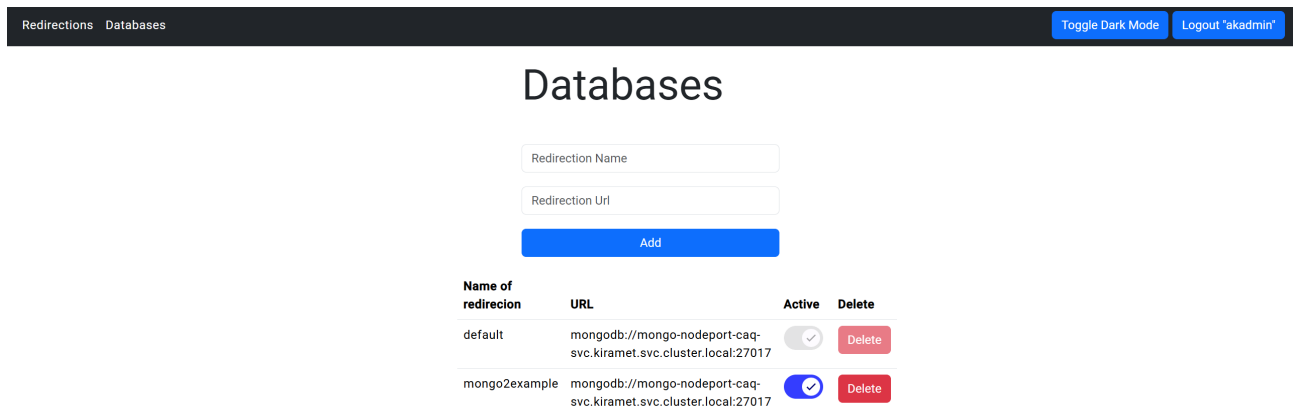 Redirections Databases Toggle Dark Mode Logout "akadmin"
Databases
Redirection Name
Redirection Url
Add
Name of
redirecion URL Active Delete
default mongodb://mongo-nodeport-caq-
svc.kiramet.svc.cluster.local:27017 Delete
mongo2example mongodb://mongo-nodeport-caq-
svc.kiramet.svc.cluster.local:27017 Delete